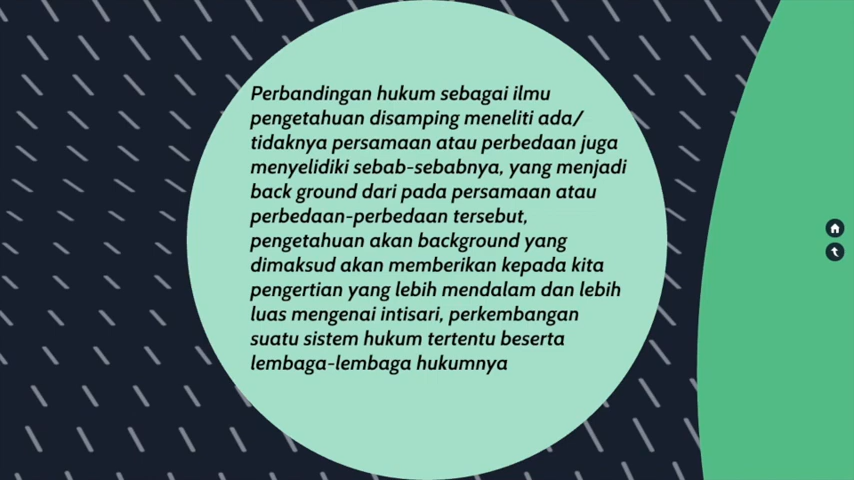 Perbandingan hukum sebagai ilmu
pengetahuan disamping meneliti ada/
tidaknya persamaan atau perbedaan juga
menyelidiki sebab-sebabnya, yang menjadi
back ground dari pada persamaan atau
perbedaan-perbedaan tersebut,
pengetahuan akan background yang
dimaksud akan memberikan kepada kita
pengertian yang lebih mendalam dan lebih
luas mengenai intisari, perkembangan
suatu sistem hukum tertentu beserta
lembaga-lembaga hukumnya